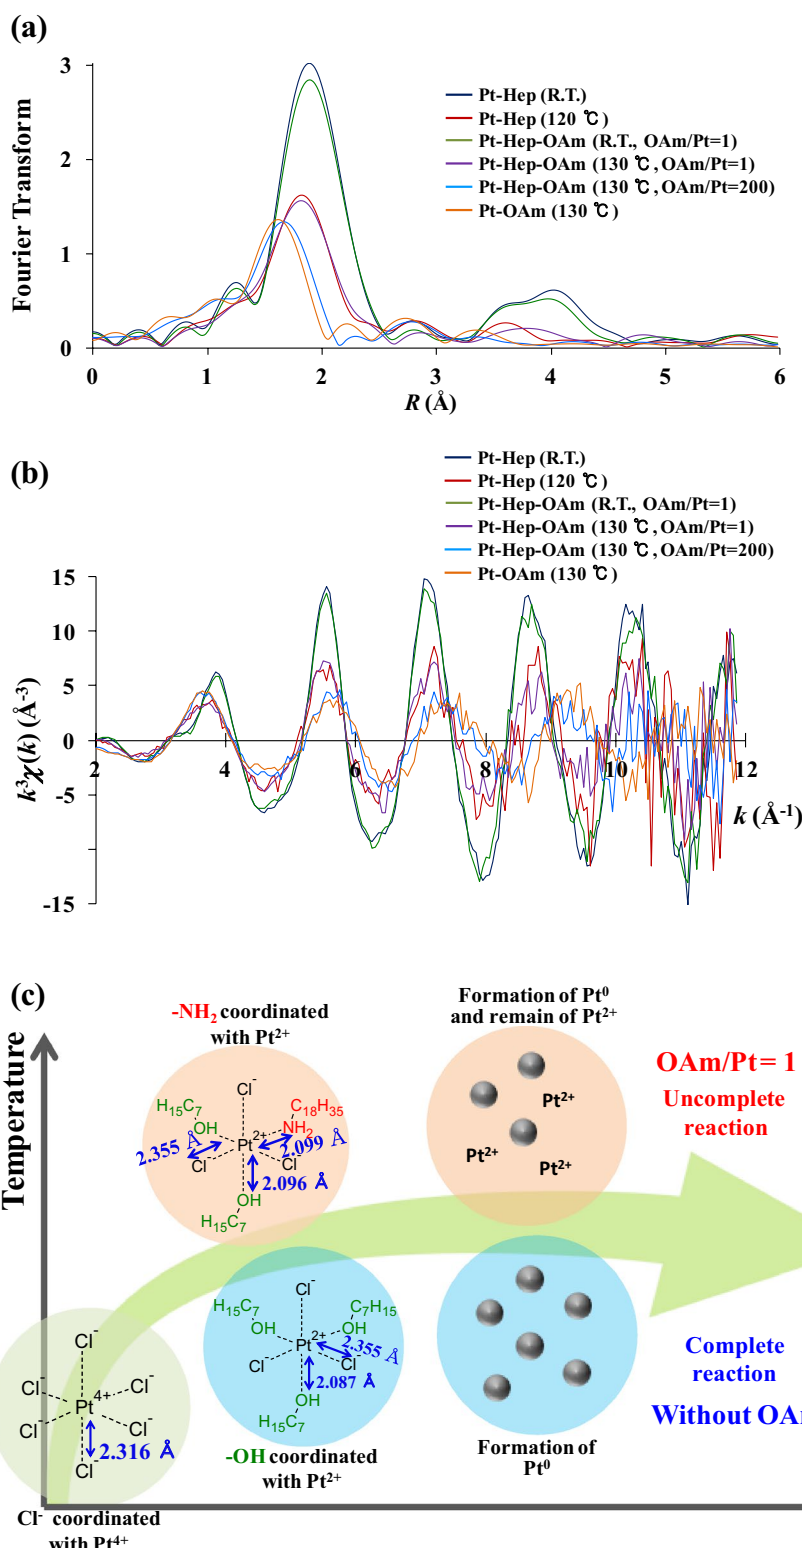 (a)
3
2
1
0
Fourier Transform
Pt-Hep (R.T.)
Pt-Hep (120 ℃)
Pt-Hep-OAm (R.T., OAm/Pt=1)
Pt-Hep-OAm (130 ℃, OAm/Pt=1)
Pt-Hep-OAm (130 ℃, OAm/Pt=200)
Pt-OAm (130 ℃)
0 1 2 3 4 5 6
R (Å)
(b)
Pt-Hep (R.T.)
Pt-Hep (120 ℃)
Pt-Hep-OAm (R.T., OAm/Pt=1)
Pt-Hep-OAm (130 ℃, OAm/Pt=1)
Pt-Hep-OAm (130 ℃, OAm/Pt=200)
Pt-OAm (130 ℃)
15
10
5
0
-5
-15
k³χ(k) (Å⁻³)
2 4 6 8 10 12
k (Å⁻¹)
(c)
Temperature
-NH₂ coordinated
with Pt²⁺
Cl⁻
H₁₅C₇
OH
C₁₈H₃₅
NH₂
Pt²⁺
2.355 Å
2.099 Å
Cl⁻
Cl⁻
2.096 Å
OH
H₁₅C₇
Formation of Pt⁰
and remain of Pt²⁺
Pt²⁺
Pt²⁺
Pt²⁺
OAm/Pt= 1
Uncomplete
reaction
Cl⁻
H₁₅C₇
OH
C₇H₁₅
OH
Pt²⁺
2.355 Å
Cl⁻
Cl⁻
2.087 Å
OH
H₁₅C₇
-OH coordinated
with Pt²⁺
Formation of
Pt⁰
Complete
reaction
Without OAm
Cl⁻
Cl⁻
Cl⁻
Pt⁴⁺
Cl⁻
Cl⁻
2.316 Å
Cl⁻
Cl⁻ coordinated
with Pt⁴⁺